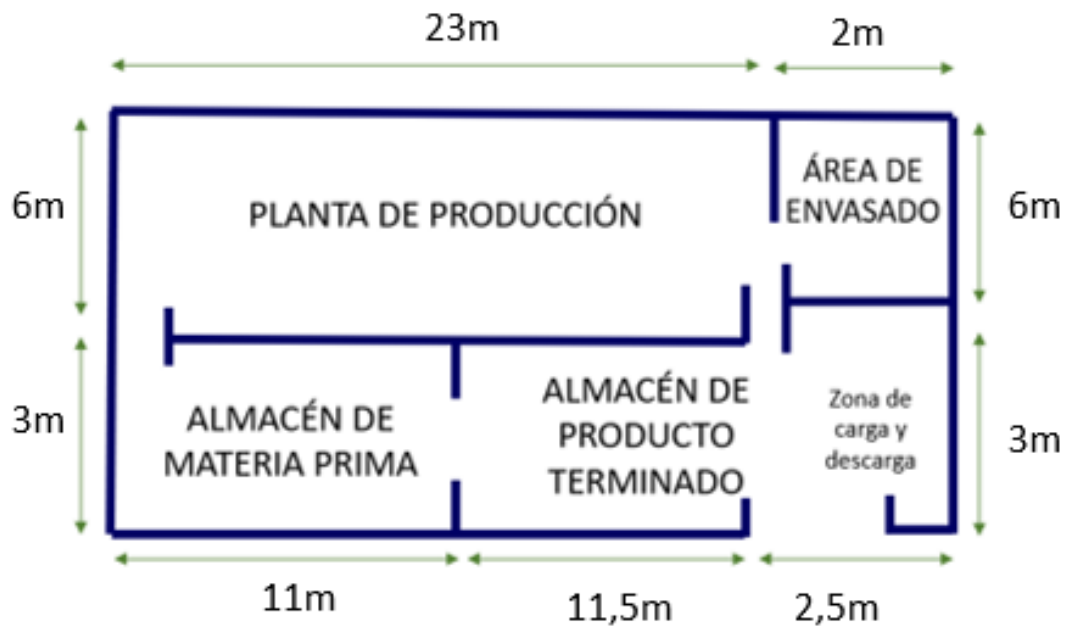 23m
2m
6m
PLANTA DE PRODUCCIÓN
ÁREA DE
ENVASADO
6m
3m
ALMACÉN DE
MATERIA PRIMA
ALMACÉN DE
PRODUCTO
TERMINADO
Zona de
carga y
descarga
3m
11m
11,5m
2,5m